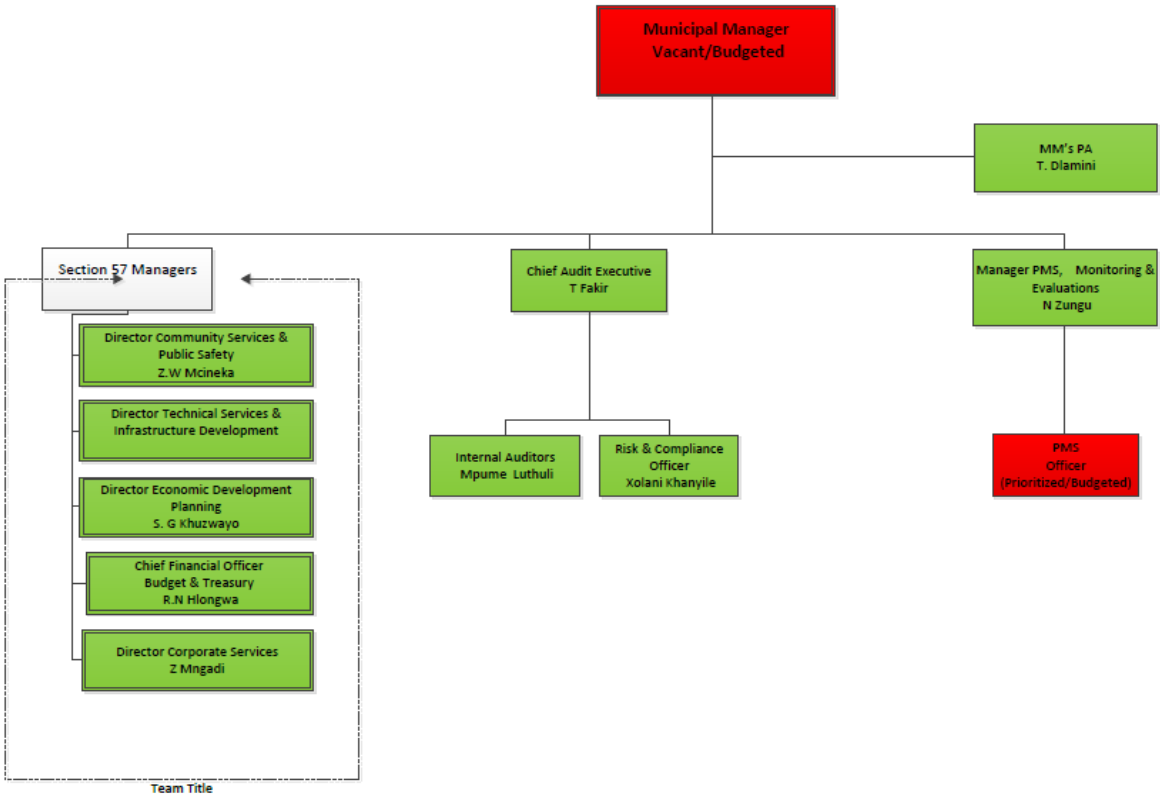 Municipal Manager
Vacant/Budgeted
MM's PA
T. Dlamini
Section 57 Managers
Chief Audit Executive
T Fakir
Manager PMS, Monitoring &
Evaluations
N Zungu
Director Community Services &
Public Safety
Z.W Mcineka
Director Technical Services &
Infrastructure Development
Director Economic Development
Planning
S. G Khuzwayo
Chief Financial Officer
Budget & Treasury
R.N Hlongwa
Director Corporate Services
Z Mngadi
Internal Auditors
Mpume Luthuli
Risk & Compliance
Officer
Xolani Khanyile
PMS
Officer
(Prioritized/Budgeted)
Team Title